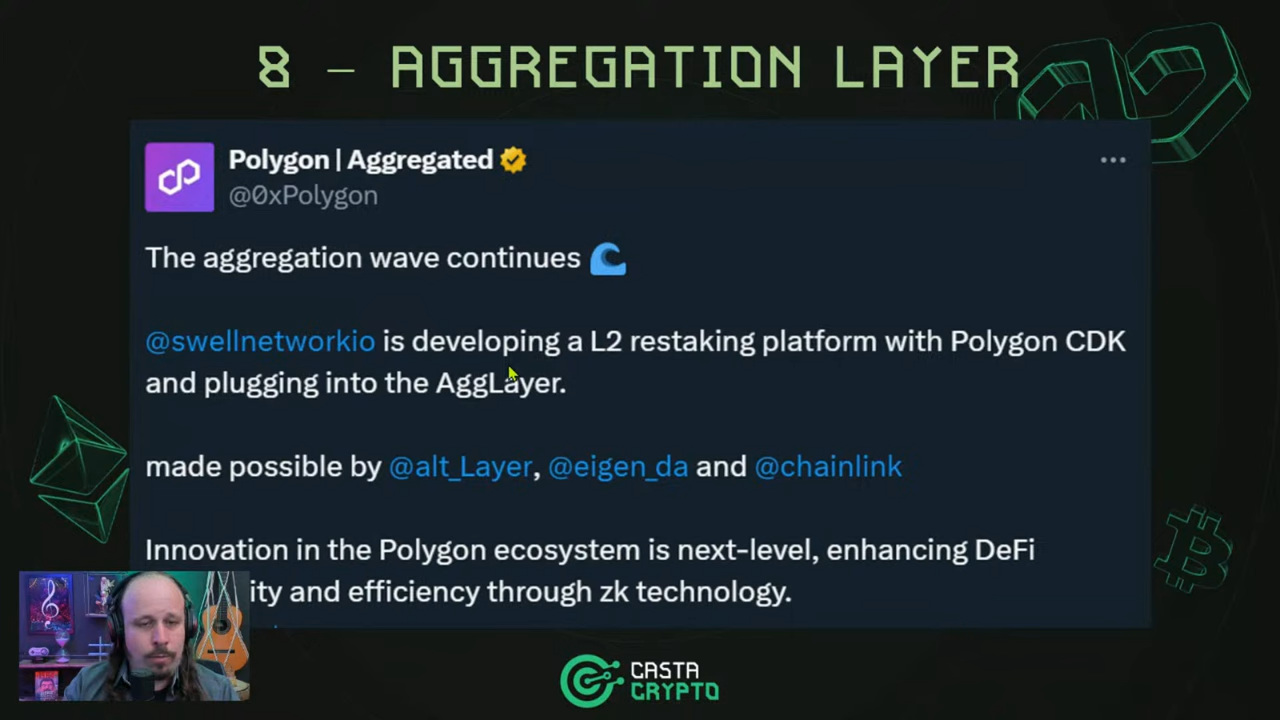 8 - AGGREGATION LAYER
Polygon | Aggregated
@0xPolygon
The aggregation wave continues 🌊
@swellnetworkio is developing a L2 restaking platform with Polygon CDK
and plugging into the AggLayer.
made possible by @alt_Layer, @eigen_da and @chainlink
Innovation in the Polygon ecosystem is next-level, enhancing DeFi
and efficiency through zk technology.
CASTA
CRYPTO